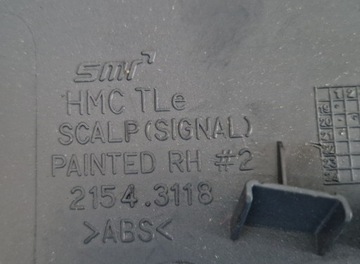 SMR
HMC TLe
SCALP(SIGNAL)
PAINTED RH #2
2154.3118
>ABS<